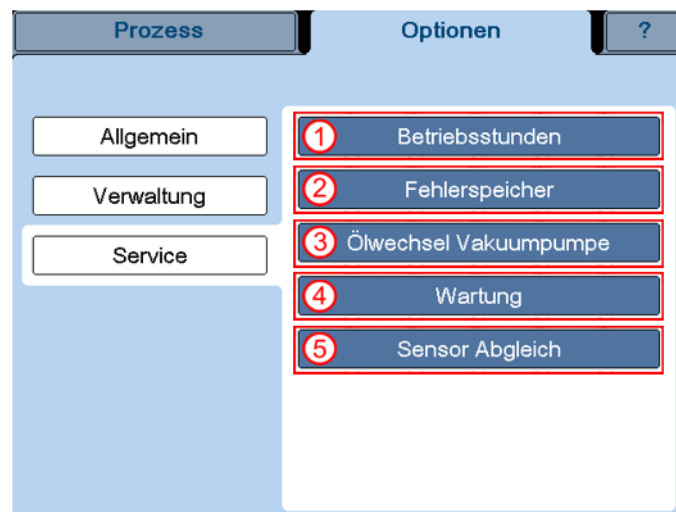 Prozess
Optionen
?
Allgemein
Verwaltung
Service
1 Betriebsstunden
2 Fehlerspeicher
3 Ölwechsel Vakuumpumpe
4 Wartung
5 Sensor Abgleich